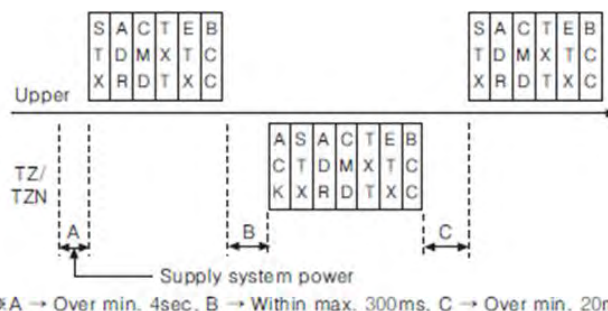 S A C T E B
T D M X T C
X R D T X C
S A C T E B
T D M X T C
X R D T X C
Upper
A S A C T E B
C T D M X T C
K X R D T X C
TZ/
TZN
A
B
C
Supply system power
※A → Over min. 4sec, B → Within max. 300ms, C → Over min. 20m